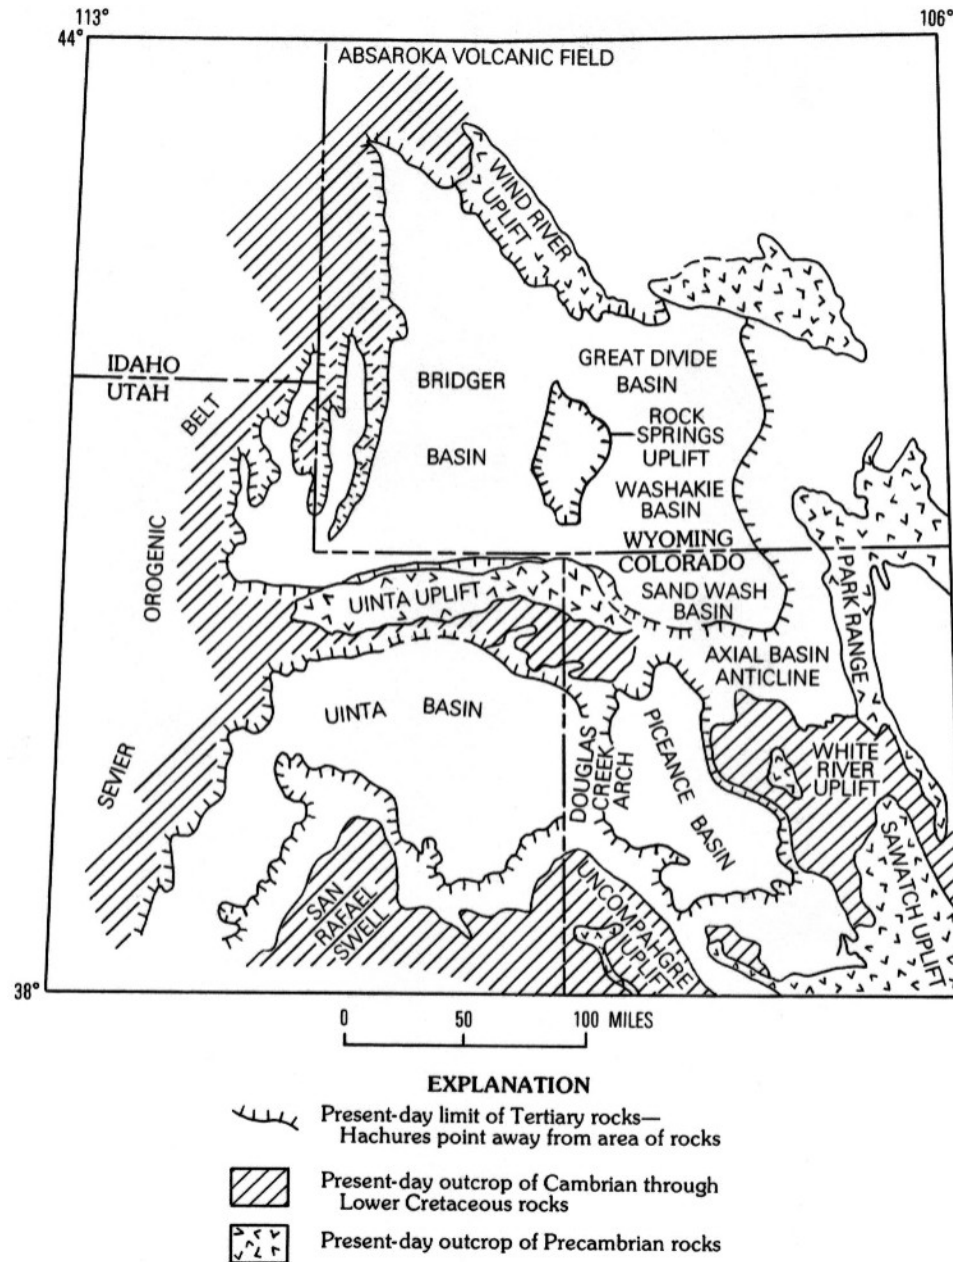 113°
106°
44°
ABSAROKA VOLCANIC FIELD
WIND RIVER
UPLIFT
IDAHO
UTAH
BRIDGER
BASIN
GREAT DIVIDE
BASIN
ROCK
SPRINGS
UPLIFT
WASHAKIE
BASIN
WYOMING
COLORADO
SEVIER
OROGENIC
BELT
UINTA UPLIFT
SAND WASH
BASIN
PARK RANGE
AXIAL BASIN
ANTICLINE
UINTA BASIN
DOUGLAS
CREEK
ARCH
PICEANCE BASIN
WHITE
RIVER
UPLIFT
SAN
RAFAEL
SWELL
UNCOMPAHGRE
UPLIFT
SAWATCH UPLIFT
38°
0 50 100 MILES
EXPLANATION
Present-day limit of Tertiary rocks—
Hachures point away from area of rocks
Present-day outcrop of Cambrian through
Lower Cretaceous rocks
Present-day outcrop of Precambrian rocks